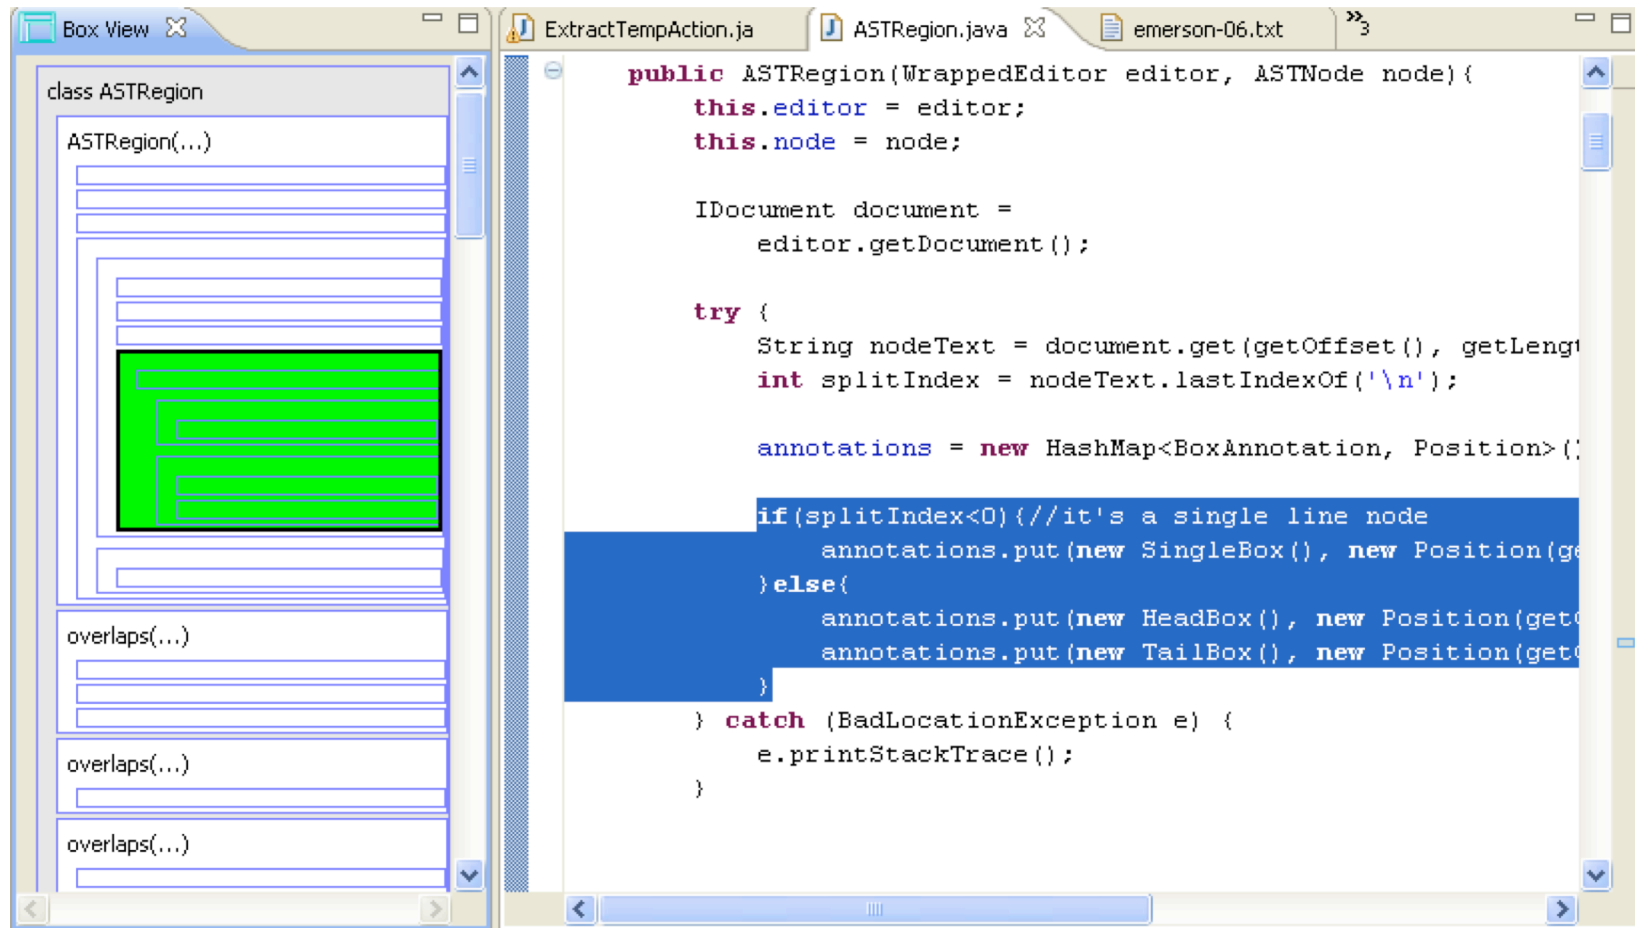 Box View
class ASTRegion
ASTRegion(...)
overlaps(...)
overlaps(...)
overlaps(...)
ExtractTempAction.ja
ASTRegion.java
emerson-06.txt
»3
public ASTRegion(WrappedEditor editor, ASTNode node){
this.editor = editor;
this.node = node;
IDocument document =
editor.getDocument();
try {
String nodeText = document.get(getOffset(), getLengt
int splitIndex = nodeText.lastIndexOf('\n');
annotations = new HashMap<BoxAnnotation, Position>()
if(splitIndex<0){//it's a single line node
annotations.put(new SingleBox(), new Position(ge
}else{
annotations.put(new HeadBox(), new Position(get
annotations.put(new TailBox(), new Position(get
}
} catch (BadLocationException e) {
e.printStackTrace();
}